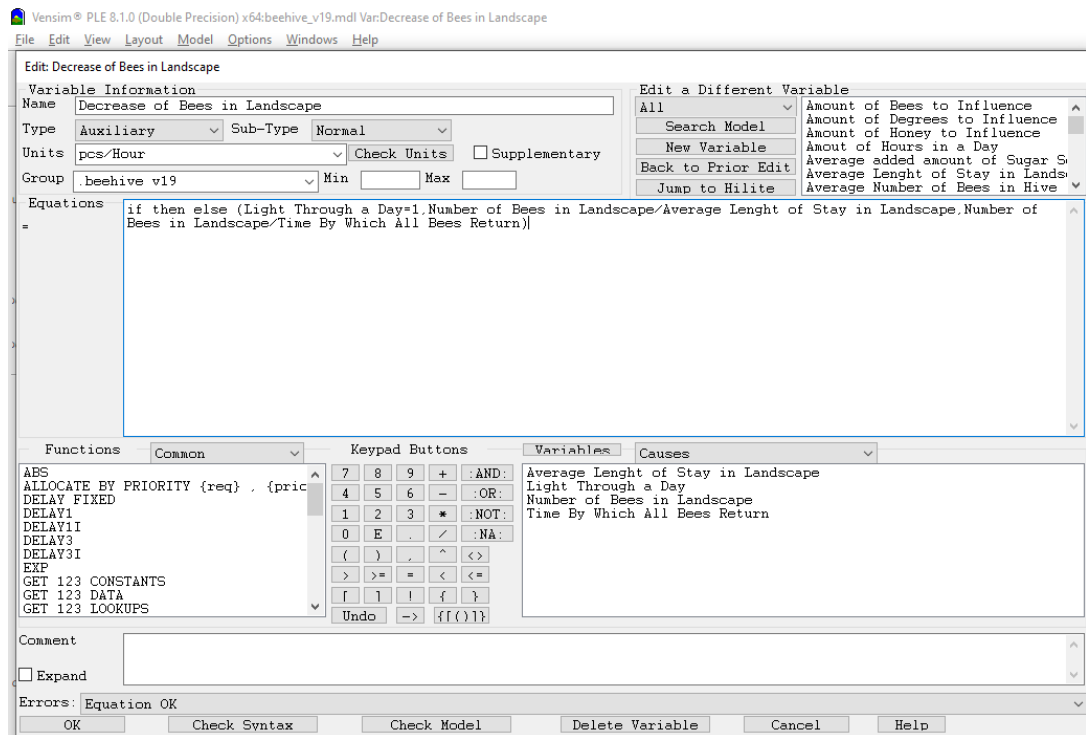 Vensim® PLE 8.1.0 (Double Precision) x64:beehive_v19.mdl Var:Decrease of Bees in Landscape
File Edit View Layout Model Options Windows Help
Edit: Decrease of Bees in Landscape
Variable Information
Edit a Different Variable
Name Decrease of Bees in Landscape
Type Auxiliary Sub-Type Normal
Units pcs/Hour Check Units Supplementary
Group .beehive v19 Min Max
All
Search Model
New Variable
Back to Prior Edit
Jump to Hilite
Amount of Bees to Influence
Amount of Degrees to Influence
Amount of Honey to Influence
Amout of Hours in a Day
Average added amount of Sugar S
Average Lenght of Stay in Lands
Average Number of Bees in Hive
Equations
=
if then else (Light Through a Day=1,Number of Bees in Landscape/Average Lenght of Stay in Landscape,Number of
Bees in Landscape/Time By Which All Bees Return)
Functions Common
ABS
ALLOCATE BY PRIORITY {req} , {pric
DELAY FIXED
DELAY1
DELAY1I
DELAY3
DELAY3I
EXP
GET 123 CONSTANTS
GET 123 DATA
GET 123 LOOKUPS
Keypad Buttons
7 8 9 + :AND:
4 5 6 - :OR:
1 2 3 * :NOT:
0 E . / :NA:
( ) , ^ <>
> >= = < <=
[ ] ! { }
Undo -> {[()]}
Variables Causes
Average Lenght of Stay in Landscape
Light Through a Day
Number of Bees in Landscape
Time By Which All Bees Return
Comment
Expand
Errors: Equation OK
OK Check Syntax Check Model Delete Variable Cancel Help